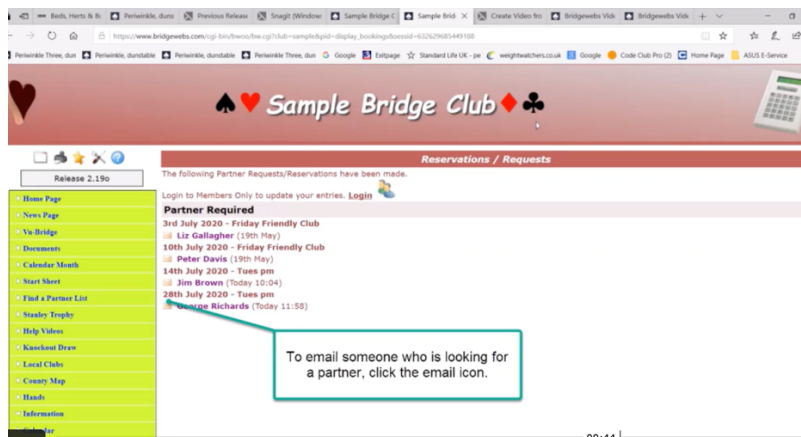 Beds, Herts & Bu
Periwinkle, duns
Previous Release
Snagit (Window
Sample Bridge C
Sample Brid
Create Video fro
Bridgewebs Vide
Bridgewebs Vide
https://www.bridgewebs.com/cgi-bin/bwoo/bw.cgi?club=sample&pid=display_bookings&sessid=632629685449108
Periwinkle Three, dun
Periwinkle, dunstable
Periwinkle, dunstable
Periwinkle Three, dun
Google
Exitpage
Standard Life UK - pe
weightwatchers.co.uk
Google
Code Club Pro (2)
Home Page
ASUS E-Service
Sample Bridge Club
Release 2.19o
Home Page
News Page
Vu-Bridge
Documents
Calendar Month
Start Sheet
Find a Partner List
Stanley Trophy
Help Videos
Knockout Draw
Local Clubs
County Map
Hands
Information
Reservations / Requests
The following Partner Requests/Reservations have been made.
Login to Members Only to update your entries. Login
Partner Required
3rd July 2020 - Friday Friendly Club
Liz Gallagher (19th May)
10th July 2020 - Friday Friendly Club
Peter Davis (19th May)
14th July 2020 - Tues pm
Jim Brown (Today 10:04)
28th July 2020 - Tues pm
George Richards (Today 11:58)
To email someone who is looking for
a partner, click the email icon.